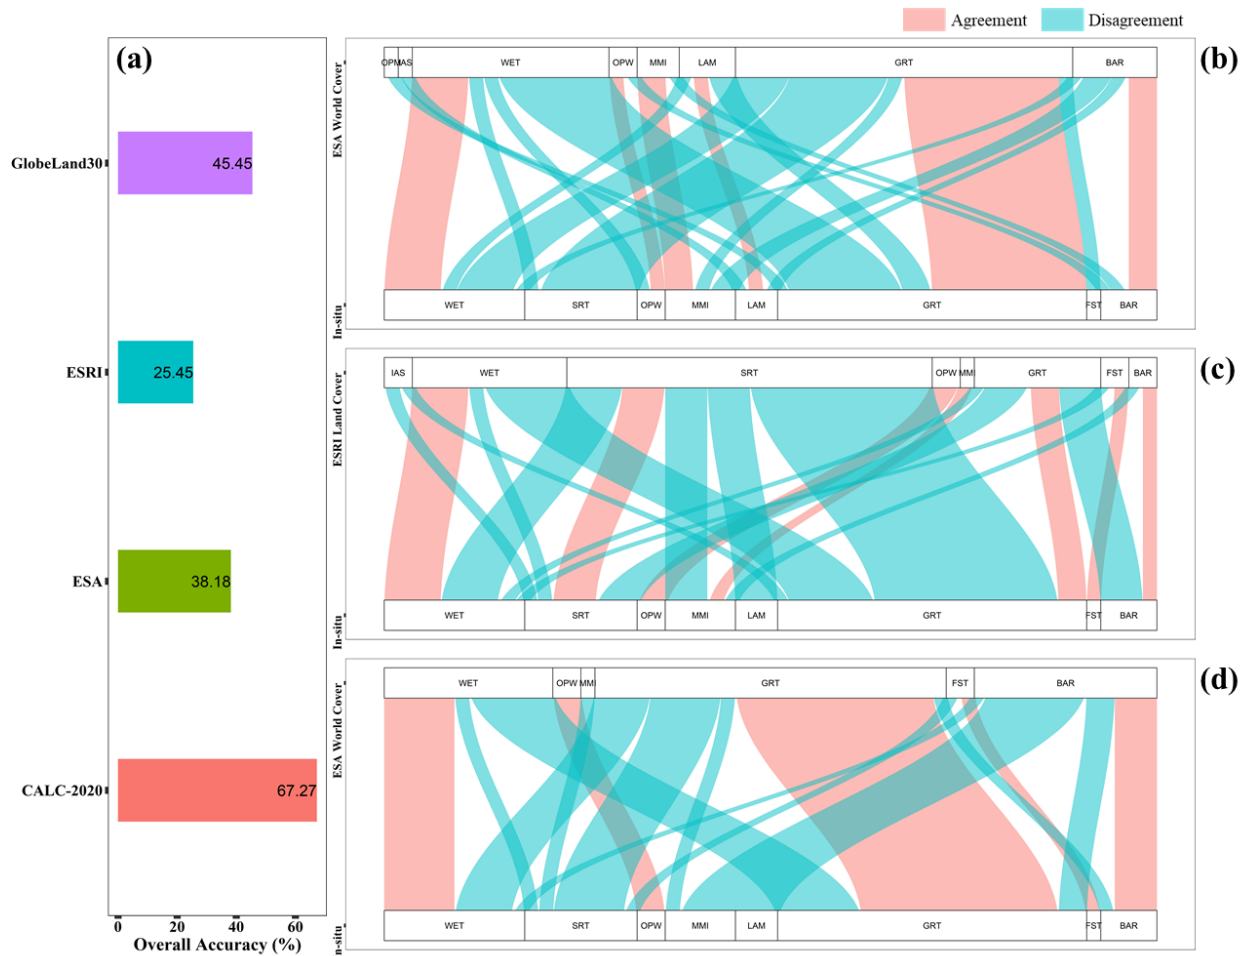 Agreement Disagreement
(a)
GlobeLand30 45.45
ESRI 25.45
ESA 38.18
CALC-2020 67.27
0 20 40 60
Overall Accuracy (%)
(b)
ESA World Cover
OPM IAS WET OPW MMI LAM GRT BAR
In-situ
WET SRT OPW MMI LAM GRT FST BAR
(c)
ESRI Land Cover
IAS WET SRT OPW MMI GRT FST BAR
In-situ
WET SRT OPW MMI LAM GRT FST BAR
(d)
ESA World Cover
WET OPW MMI GRT FST BAR
n-situ
WET SRT OPW MMI LAM GRT FST BAR